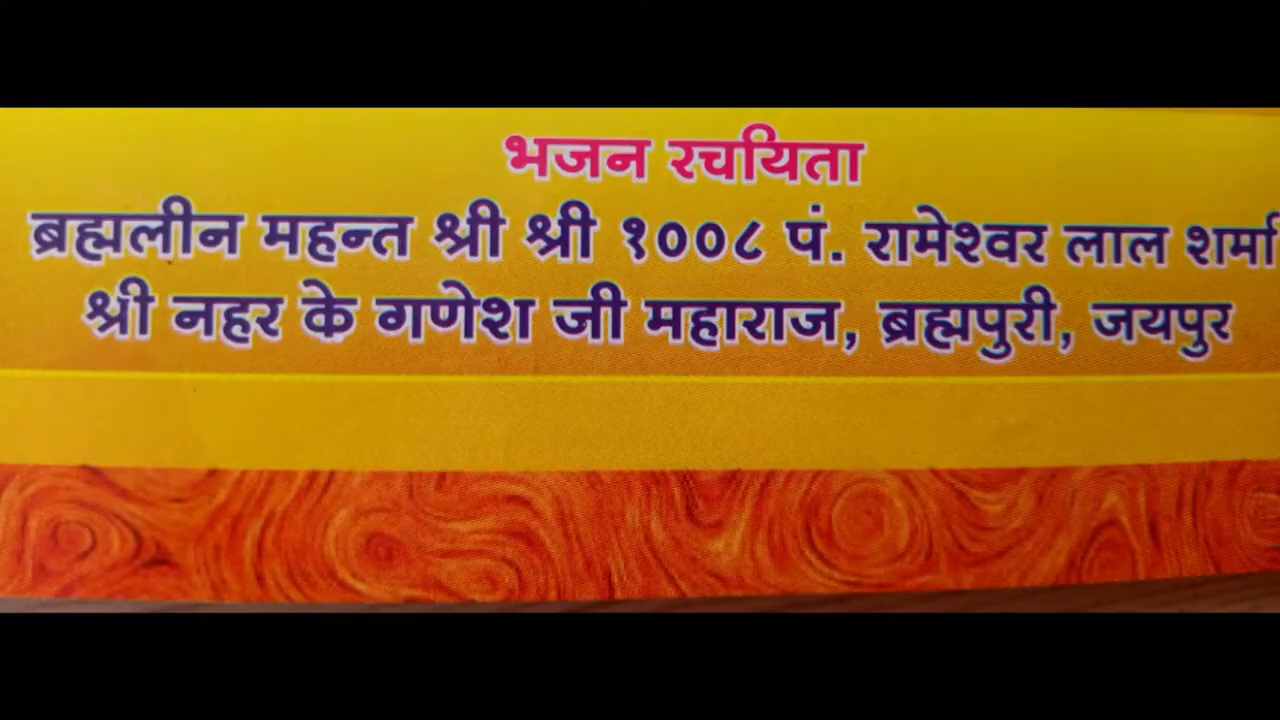 भजन रचयिता
ब्रह्मलीन महन्त श्री श्री १००८ पं. रामेश्वर लाल शर्मा
श्री नहर के गणेश जी महाराज, ब्रह्मपुरी, जयपुर